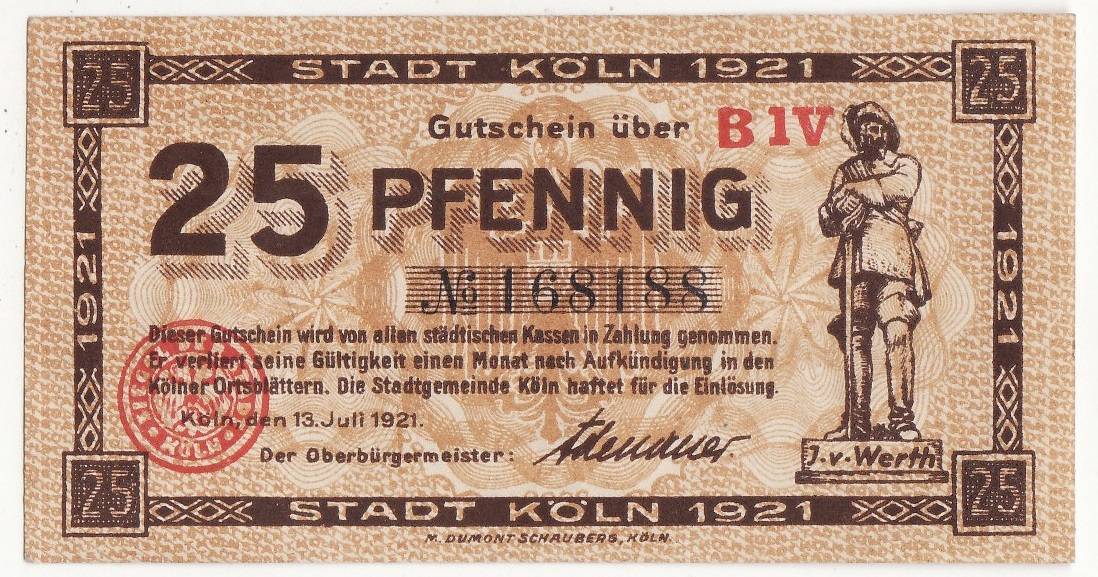 25 STADT KÖLN 1921 25
Gutschein über B IV
25 PFENNIG
№ 168188
Dieser Gutschein wird von allen städtischen Kassen in Zahlung genommen.
Er verliert seine Gültigkeit einen Monat nach Aufkündigung in den
Kölner Ortsblättern. Die Stadtgemeinde Köln haftet für die Einlösung.
Köln, den 13. Juli 1921.
Der Oberbürgermeister: Adenauer.
J. v. Werth
1921
1921
25 STADT KÖLN 1921 25
M. DUMONT SCHAUBERG, KÖLN.